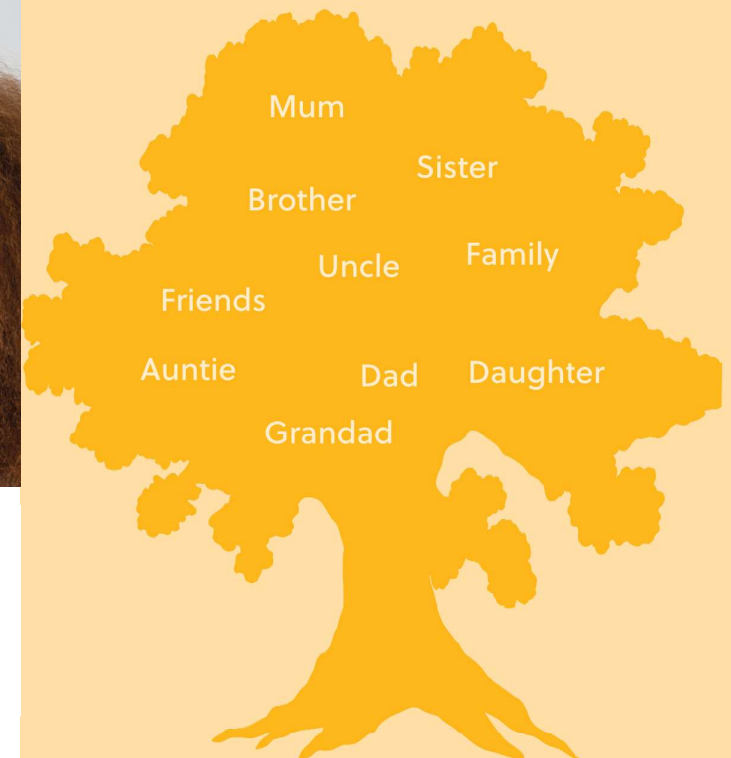 Mum
Sister
Brother
Family
Uncle
Friends
Auntie
Dad
Daughter
Grandad